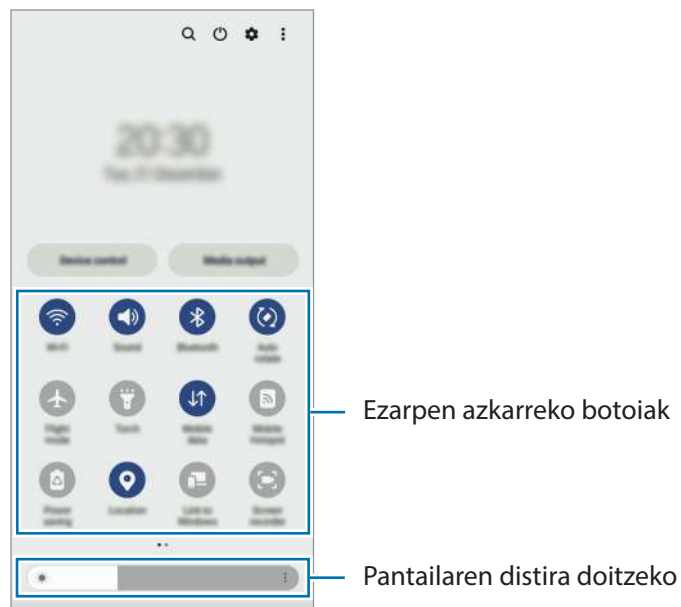 20:30
Device control Media output
Wi-Fi Sound Bluetooth Auto
rotate
Flight
mode Torch Mobile
data Mobile
Hotspot
Ezarpen azkarreko botoiak
Power
saving Location Link to
Windows Screen
recorder
Pantailaren distira doitzeko